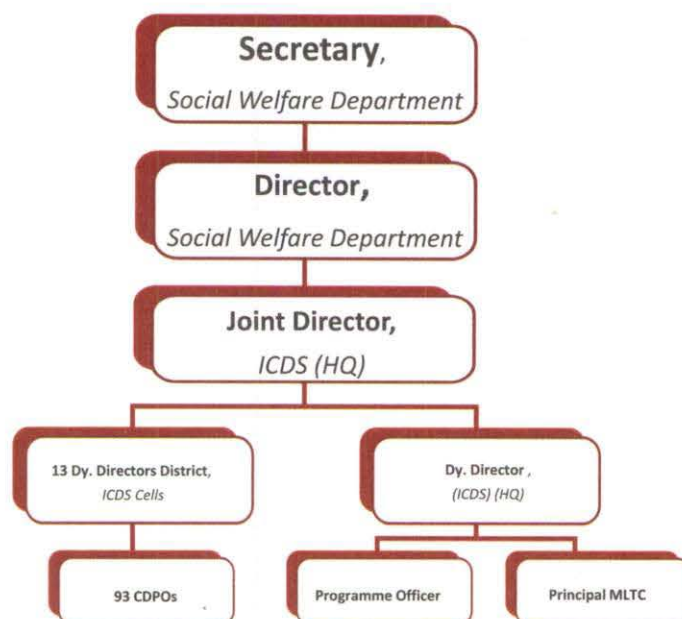 Secretary,
Social Welfare Department
Director,
Social Welfare Department
Joint Director,
ICDS (HQ)
13 Dy. Directors District,
ICDS Cells
Dy. Director ,
(ICDS) (HQ)
93 CDPOs
Programme Officer
Principal MLTC